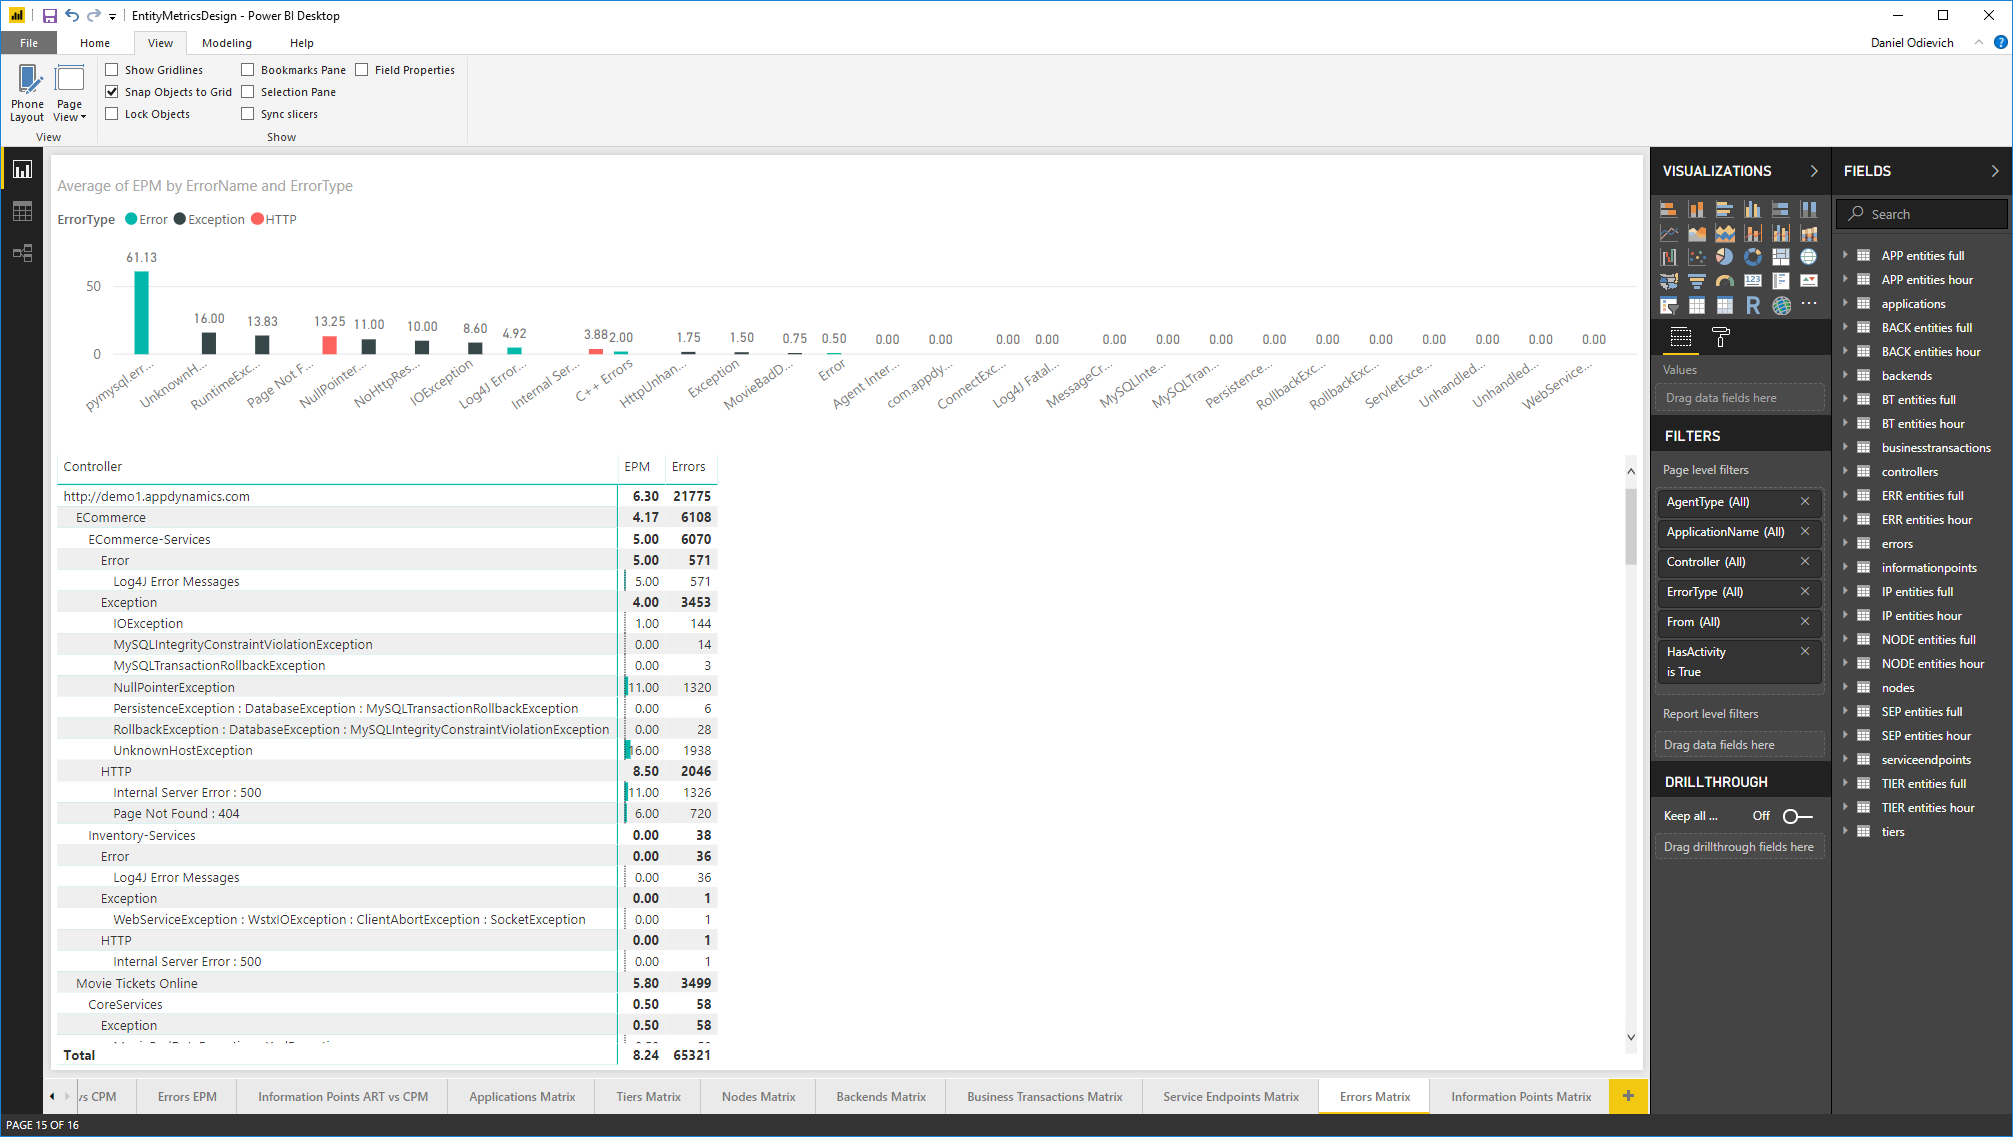 EntityMetricsDesign - Power BI Desktop
File Home View Modeling Help Daniel Odievich ?
Show Gridlines Bookmarks Pane Field Properties
Snap Objects to Grid Selection Pane
Lock Objects Sync slicers
Phone Layout Page View
View Show
Average of EPM by ErrorName and ErrorType
ErrorType Error Exception HTTP
61.13 16.00 13.83 13.25 11.00 10.00 8.60 4.92 3.88 2.00 1.75 1.50 0.75 0.50 0.00 0.00 0.00 0.00 0.00 0.00 0.00 0.00 0.00 0.00 0.00 0.00 0.00 0.00
50
0
pymysql.err...
UnknownH...
RuntimeExc...
Page Not F...
NullPointer...
NoHttpRes...
IOException
Log4J Error...
Internal Ser...
C++ Errors
HttpUnhan...
Exception
MovieBadD...
Error
Agent Inter...
com.appdy...
ConnectExc...
Log4J Fatal...
MessageCr...
MySQLInte...
MySQLTran...
Persistence...
RollbackExc...
RollbackExc...
ServletExce...
Unhandled...
Unhandled...
WebService...
Controller EPM Errors
http://demo1.appdynamics.com 6.30 21775
ECommerce 4.17 6108
ECommerce-Services 5.00 6070
Error 5.00 571
Log4J Error Messages 5.00 571
Exception 4.00 3453
IOException 1.00 144
MySQLIntegrityConstraintViolationException 0.00 14
MySQLTransactionRollbackException 0.00 3
NullPointerException 11.00 1320
PersistenceException : DatabaseException : MySQLTransactionRollbackException 0.00 6
RollbackException : DatabaseException : MySQLIntegrityConstraintViolationException 0.00 28
UnknownHostException 16.00 1938
HTTP 8.50 2046
Internal Server Error : 500 11.00 1326
Page Not Found : 404 6.00 720
Inventory-Services 0.00 38
Error 0.00 36
Log4J Error Messages 0.00 36
Exception 0.00 1
WebServiceException : WstxIOException : ClientAbortException : SocketException 0.00 1
HTTP 0.00 1
Internal Server Error : 500 0.00 1
Movie Tickets Online 5.80 3499
CoreServices 0.50 58
Exception 0.50 58
Total 8.24 65321
VISUALIZATIONS
123
R
...
Values
Drag data fields here
FILTERS
Page level filters
AgentType (All)
ApplicationName (All)
Controller (All)
ErrorType (All)
From (All)
HasActivity
is True
Report level filters
Drag data fields here
DRILLTHROUGH
Keep all ... Off
Drag drillthrough fields here
FIELDS
Search
APP entities full
APP entities hour
applications
BACK entities full
BACK entities hour
backends
BT entities full
BT entities hour
businesstransactions
controllers
ERR entities full
ERR entities hour
errors
informationpoints
IP entities full
IP entities hour
NODE entities full
NODE entities hour
nodes
SEP entities full
SEP entities hour
serviceendpoints
TIER entities full
TIER entities hour
tiers
vs CPM Errors EPM Information Points ART vs CPM Applications Matrix Tiers Matrix Nodes Matrix Backends Matrix Business Transactions Matrix Service Endpoints Matrix Errors Matrix Information Points Matrix +
PAGE 15 OF 16